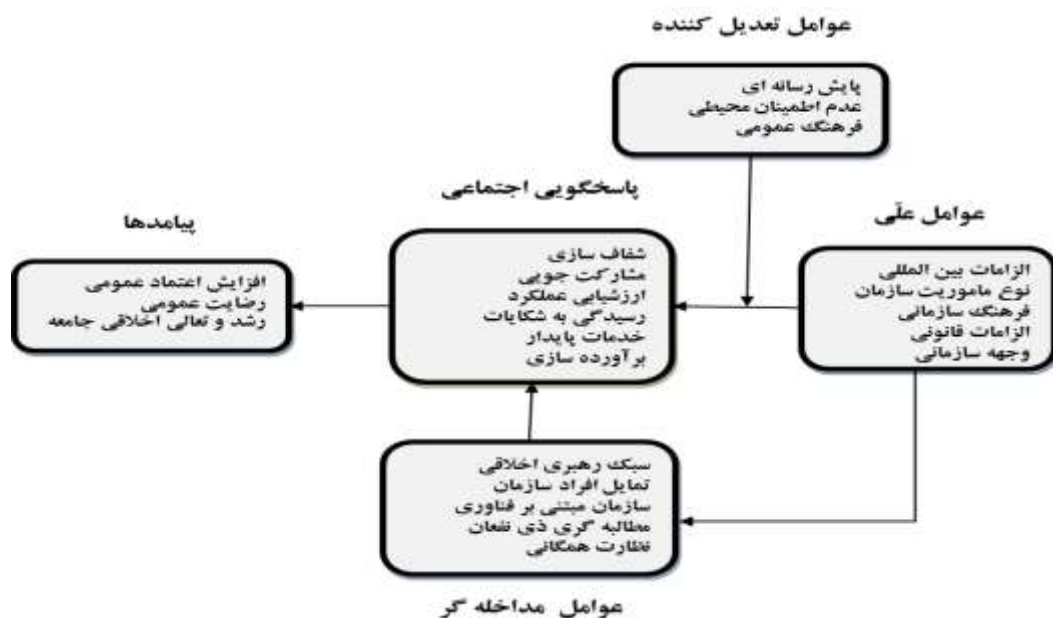 عوامل تعدیل کننده
پایش رسانه ای
عدم اطمینان محیطی
فرهنگ عمومی
عوامل علّی
الزامات بین المللی
نوع ماموریت سازمان
فرهنگ سازمانی
الزامات قانونی
وجهه سازمانی
پاسخگویی اجتماعی
شفاف سازی
مشارکت جویی
ارزشیابی عملکرد
رسیدگی به شکایات
خدمات پایدار
برآورده سازی
پیامدها
افزایش اعتماد عمومی
رضایت عمومی
رشد و تعالی اخلاقی جامعه
سبک رهبری اخلاقی
تمایل افراد سازمان
سازمان مبتنی بر فناوری
مطالبه گری ذی نفعان
نظارت همگانی
عوامل مداخله گر